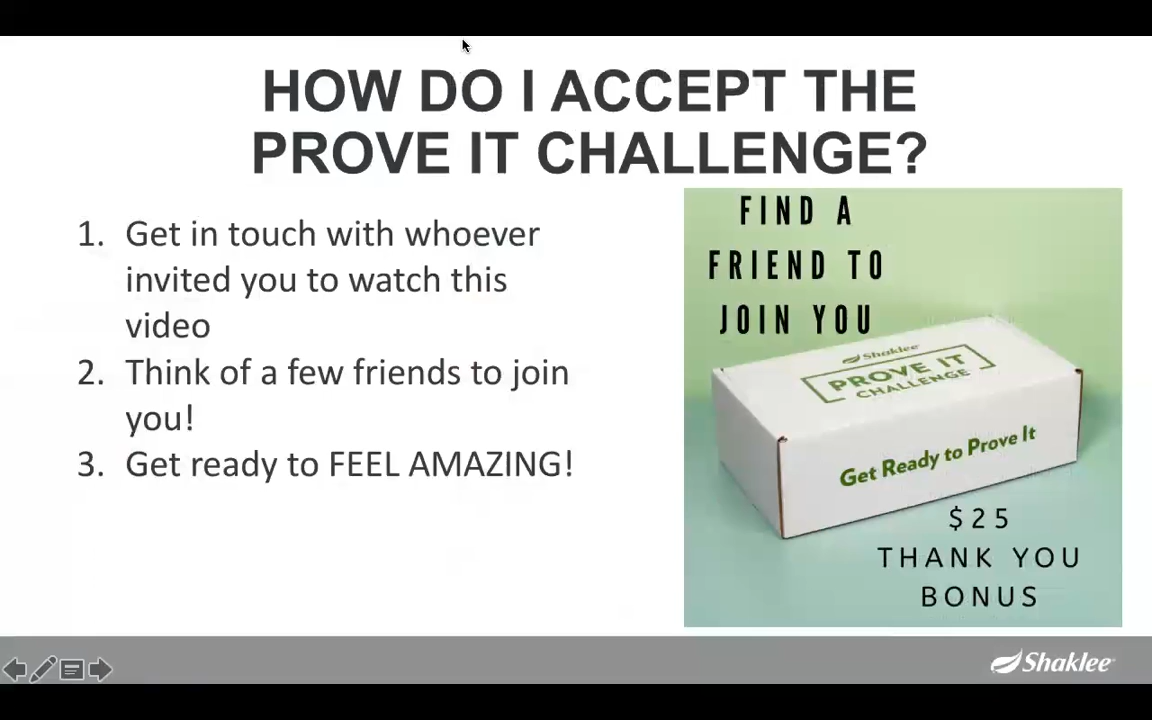 HOW DO I ACCEPT THE
PROVE IT CHALLENGE?
1. Get in touch with whoever
invited you to watch this
video
2. Think of a few friends to join
you!
3. Get ready to FEEL AMAZING!
FIND A
FRIEND TO
JOIN YOU
Shaklee
PROVE IT
CHALLENGE
Get Ready to Prove It
$25
THANK YOU
BONUS
Shaklee